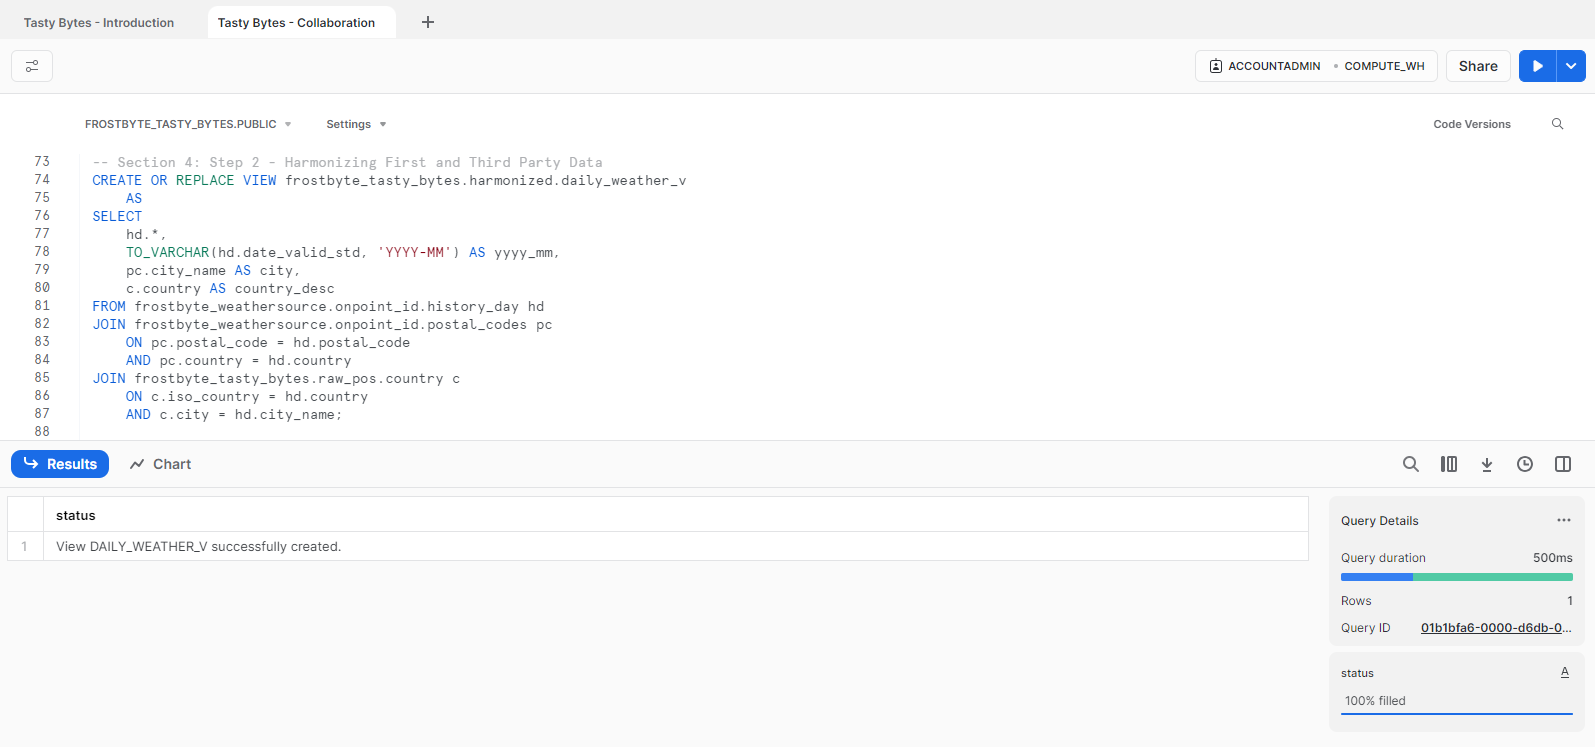 Tasty Bytes - Introduction
Tasty Bytes - Collaboration
+
ACCOUNTADMIN • COMPUTE_WH
Share
FROSTBYTE_TASTY_BYTES.PUBLIC
Settings
Code Versions
73 -- Section 4: Step 2 - Harmonizing First and Third Party Data
74 CREATE OR REPLACE VIEW frostbyte_tasty_bytes.harmonized.daily_weather_v
75 AS
76 SELECT
77 hd.*,
78 TO_VARCHAR(hd.date_valid_std, 'YYYY-MM') AS yyyy_mm,
79 pc.city_name AS city,
80 c.country AS country_desc
81 FROM frostbyte_weathersource.onpoint_id.history_day hd
82 JOIN frostbyte_weathersource.onpoint_id.postal_codes pc
83 ON pc.postal_code = hd.postal_code
84 AND pc.country = hd.country
85 JOIN frostbyte_tasty_bytes.raw_pos.country c
86 ON c.iso_country = hd.country
87 AND c.city = hd.city_name;
88
Results
Chart
status
1 View DAILY_WEATHER_V successfully created.
Query Details
...
Query duration 500ms
Rows 1
Query ID 01b1bfa6-0000-d6db-0...
status A
100% filled